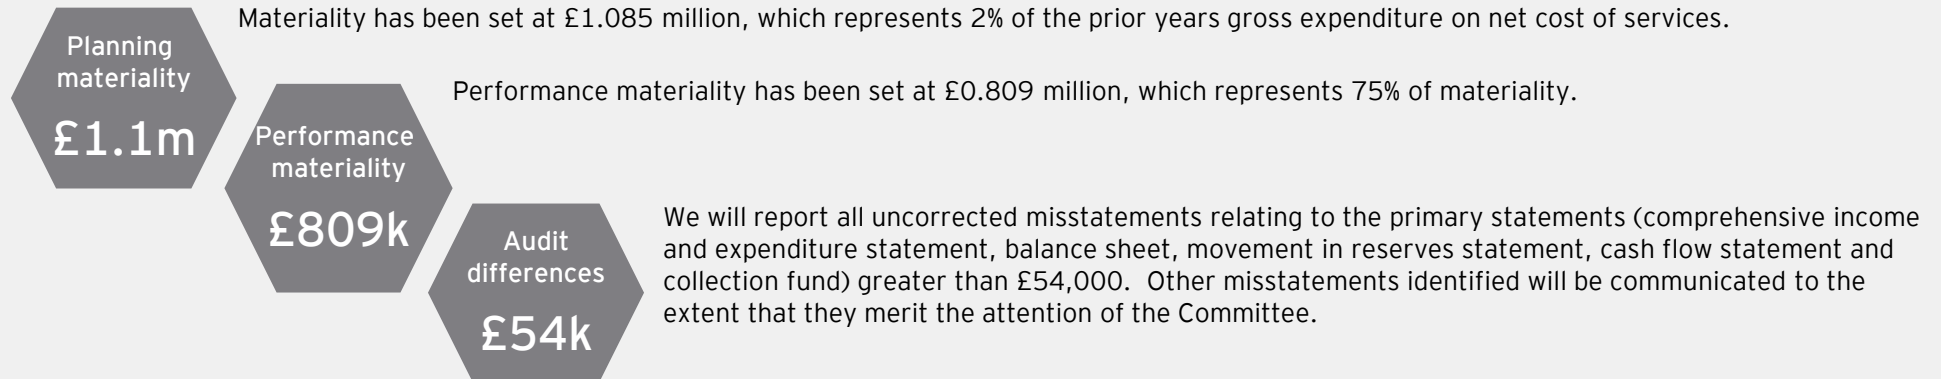 Materiality has been set at £1.085 million, which represents 2% of the prior years gross expenditure on net cost of services.
Planning
materiality
£1.1m
Performance materiality has been set at £0.809 million, which represents 75% of materiality.
Performance
materiality
£809k
We will report all uncorrected misstatements relating to the primary statements (comprehensive income
and expenditure statement, balance sheet, movement in reserves statement, cash flow statement and
collection fund) greater than £54,000.  Other misstatements identified will be communicated to the
extent that they merit the attention of the Committee.
Audit
differences
£54k